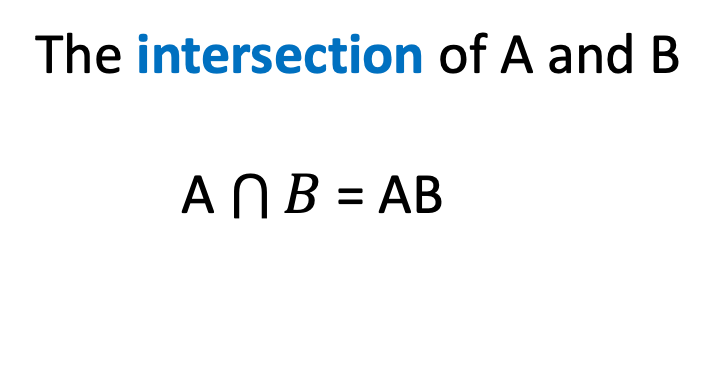 The intersection of A and B
A ∩ B = AB